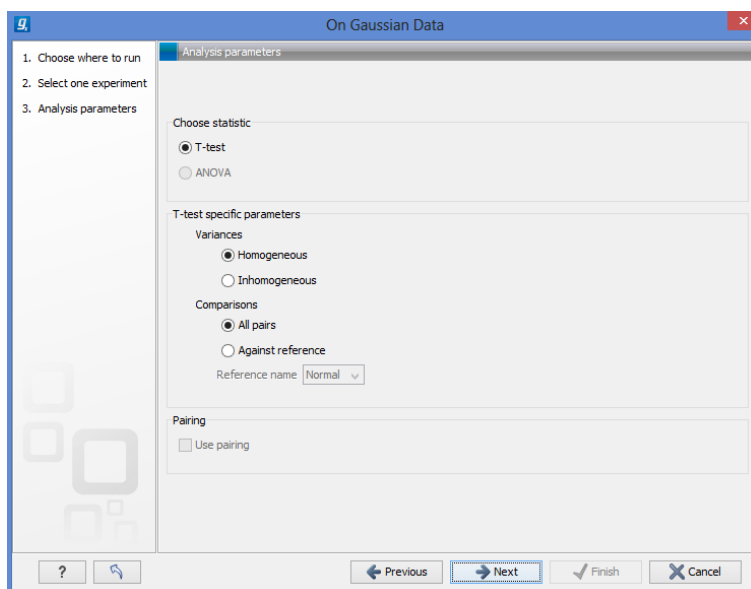 On Gaussian Data
1. Choose where to run
2. Select one experiment
3. Analysis parameters
Analysis parameters
Choose statistic
T-test
ANOVA
T-test specific parameters
Variances
Homogeneous
Inhomogeneous
Comparisons
All pairs
Against reference
Reference name Normal
Pairing
Use pairing
? Previous Next Finish Cancel